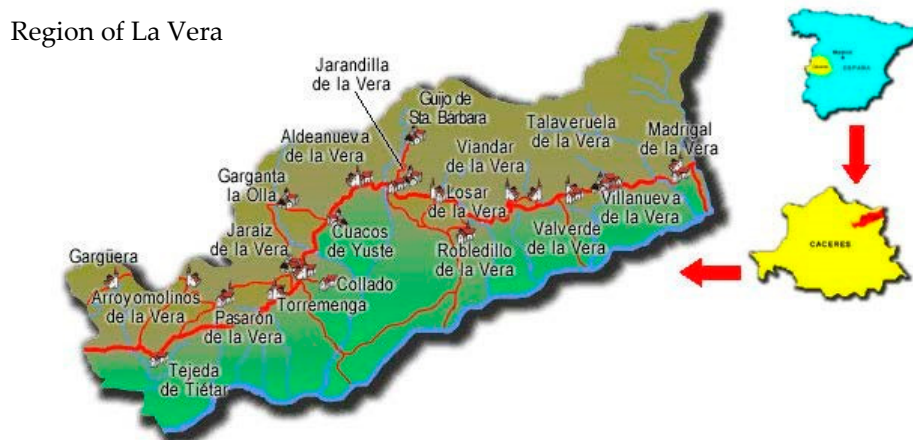 Region of La Vera
Jarandilla
de la Vera
Guijo de
Sta. Bárbara
Aldeanueva
de la Vera
Viandar
de la Vera
Talaveruela
de la Vera
Madrigal
de la Vera
Garganta
la Olla
Losar
de la Vera
Villanueva
de la Vera
Jaraiz
de la Vera
Cuacos
de Yuste
Robledillo
de la Vera
Valverde
de la Vera
Gargüera
Collado
Arroyomolinos
de la Vera
Torremenga
Pasarón
de la Vera
Tejeda
de Tiétar
Madrid
Cáceres
ESPAÑA
CACERES